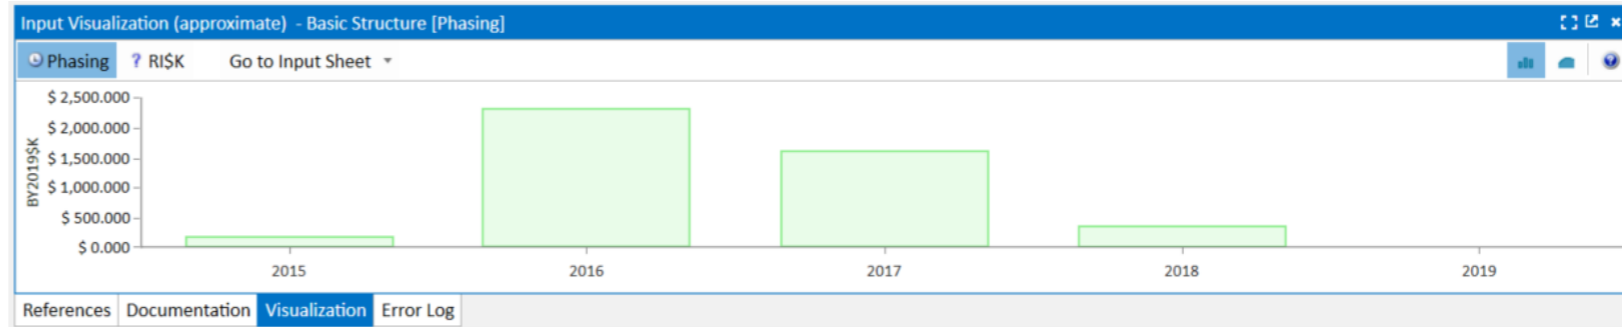 Input Visualization (approximate) - Basic Structure [Phasing]
Phasing ? RI$K Go to Input Sheet
$ 2,500.000
$ 2,000.000
$ 1,500.000
$ 1,000.000
$ 500.000
$ 0.000
BY2019$K
2015 2016 2017 2018 2019
References Documentation Visualization Error Log